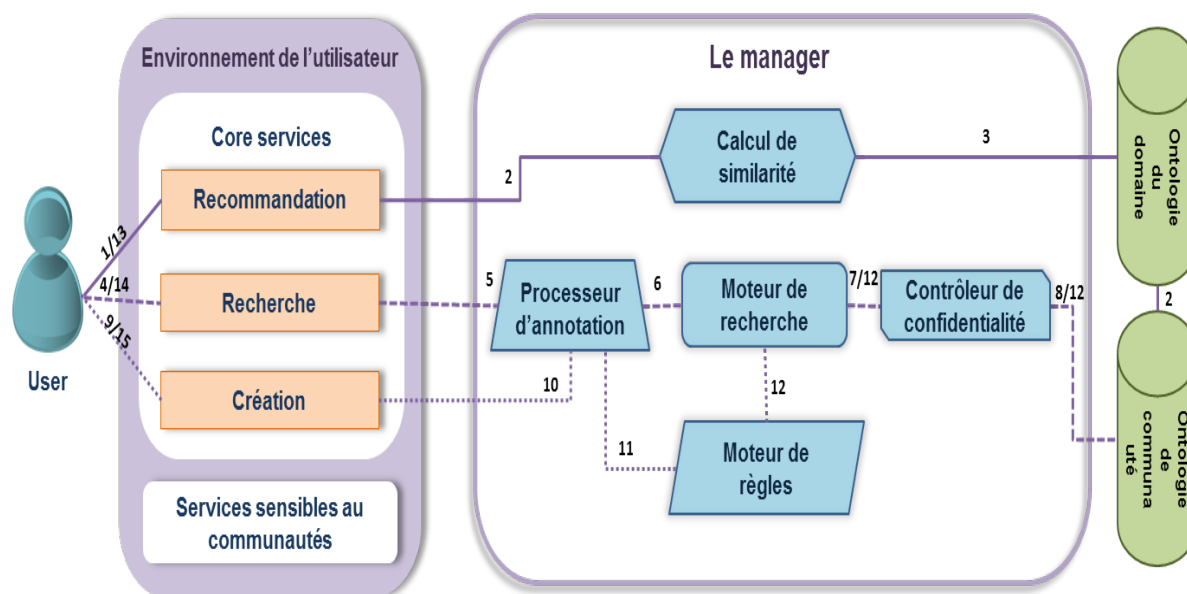 Environnement de l'utilisateur
Core services
Recommandation
Recherche
Création
Services sensibles au
communautés
User
1/13
4/14
9/15
Le manager
Calcul de
similarité
2
3
5
Processeur
d'annotation
6
Moteur de
recherche
7/12
Contrôleur de
confidentialité
8/12
10
11
12
Moteur de
règles
Ontologie
du
domaine
2
Ontologie
de
communa
uté